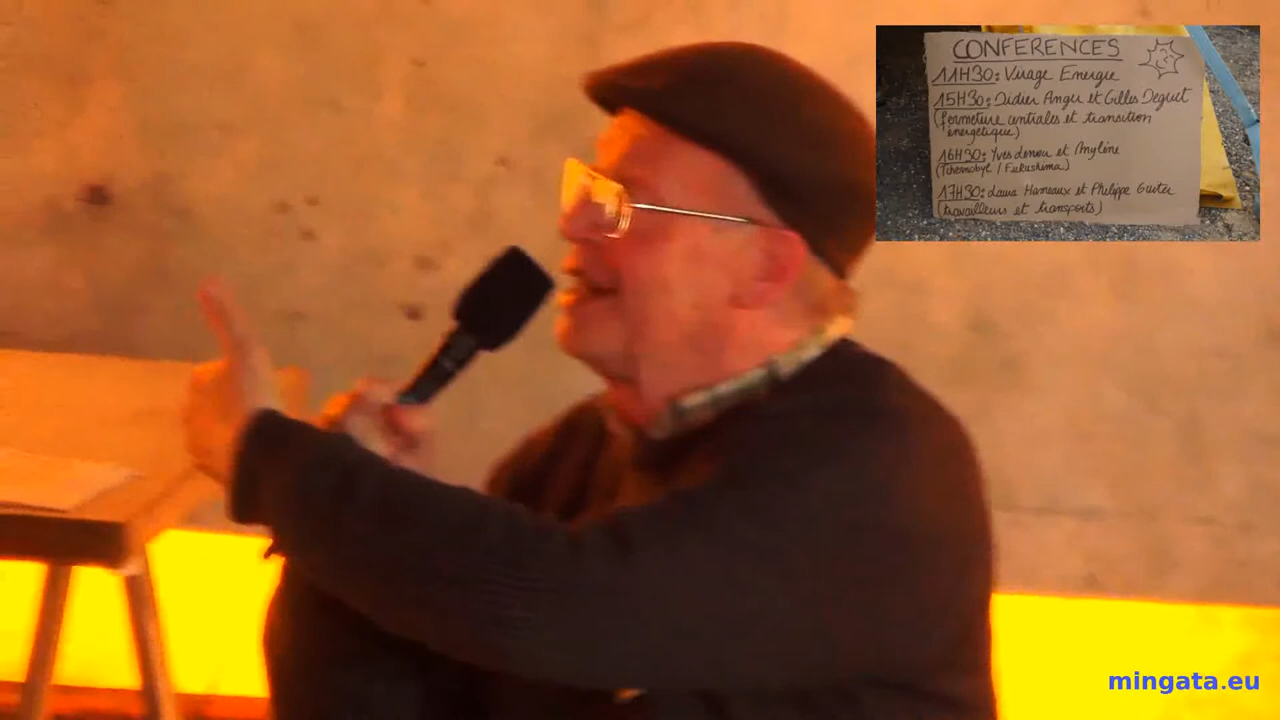 CONFERENCES
11H30: Virage Energie
15H30: Didier Anger et Gilles Deguet
(fermeture centrales et transition
énergétique)
16H30: Yves Lenoir et Mylène
(Tchernobyl / Fukushima)
17H30: Laura Hameaux et Philippe
(travailleurs et transports)
mingata.eu